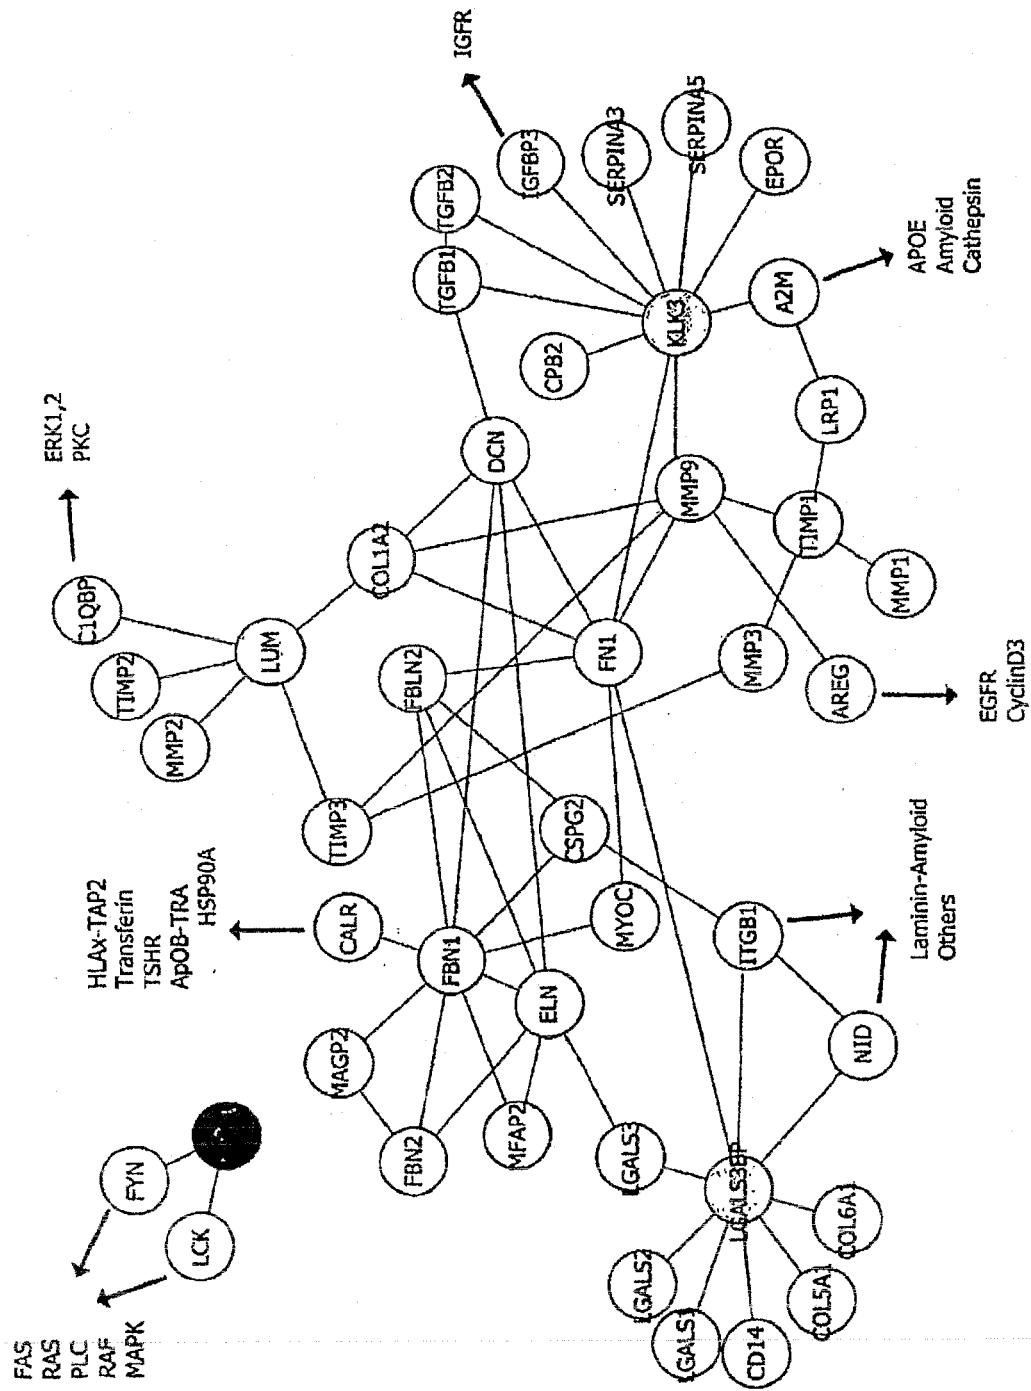 FAS
RAS
PLC
RAF
MAPK
FYN
LCK
HLAx-TAP2
Transferin
TSHR
ApOB-TRA
HSP90A
ERK1,2
PKC
C1QBP
TIMP2
MMP2
LUM
TIMP3
CALR
MAGP2
FBN2
FBN1
MFAP2
ELN
FBLN2
COL1A2
DCN
TGFB1
TGFB2
IGFBP3
IGFR
SERPINA3
SERPINA5
EPOR
CPB2
KLK3
A2M
APOE
Amyloid
Cathepsin
LRP1
MMP9
TIMP1
MMP1
MMP3
FN1
AREG
EGFR
CyclinD3
CSPG2
MYOC
ITGB1
NID
Laminin-Amyloid
Others
LGALS3
LGALS3BP
LGALS2
LGALS1
CD14
COL5A1
COL6A1